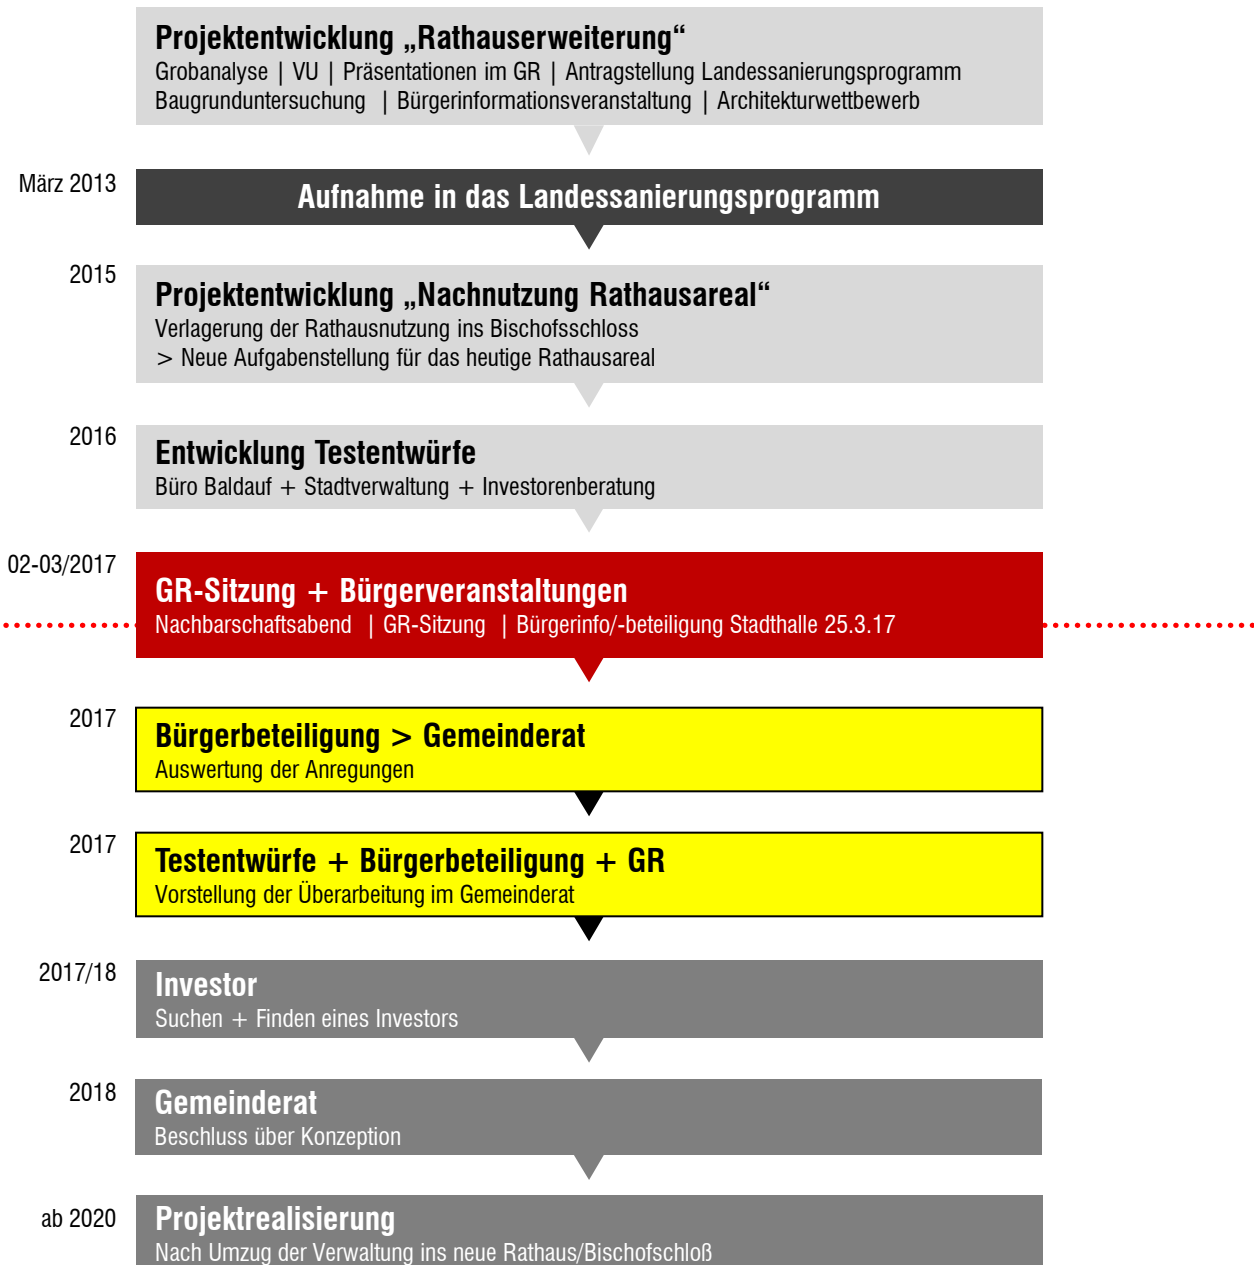 Projektentwicklung „Rathauserweiterung“
Grobanalyse | VU | Präsentationen im GR | Antragstellung Landessanierungsprogramm
Baugrunduntersuchung | Bürgerinformationsveranstaltung | Architekturwettbewerb
März 2013
Aufnahme in das Landessanierungsprogramm
2015
Projektentwicklung „Nachnutzung Rathausareal“
Verlagerung der Rathausnutzung ins Bischofsschloss
> Neue Aufgabenstellung für das heutige Rathausareal
2016
Entwicklung Testentwürfe
Büro Baldauf + Stadtverwaltung + Investorenberatung
02-03/2017
GR-Sitzung + Bürgerveranstaltungen
Nachbarschaftsabend | GR-Sitzung | Bürgerinfo/-beteiligung Stadthalle 25.3.17
2017
Bürgerbeteiligung > Gemeinderat
Auswertung der Anregungen
2017
Testentwürfe + Bürgerbeteiligung + GR
Vorstellung der Überarbeitung im Gemeinderat
2017/18
Investor
Suchen + Finden eines Investors
2018
Gemeinderat
Beschluss über Konzeption
ab 2020
Projektrealisierung
Nach Umzug der Verwaltung ins neue Rathaus/Bischofschloß